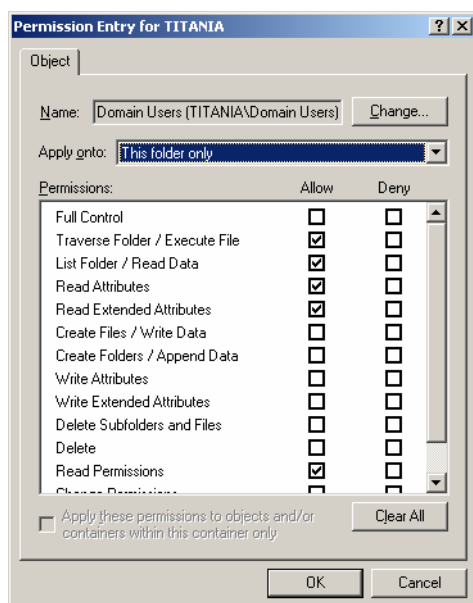 Permission Entry for TITANIA
Object
Name: Domain Users (TITANIA\Domain Users) Change...
Apply onto: This folder only
Permissions: Allow Deny
Full Control
Traverse Folder / Execute File
List Folder / Read Data
Read Attributes
Read Extended Attributes
Create Files / Write Data
Create Folders / Append Data
Write Attributes
Write Extended Attributes
Delete Subfolders and Files
Delete
Read Permissions
Change Permissions
Apply these permissions to objects and/or
containers within this container only
Clear All
OK Cancel